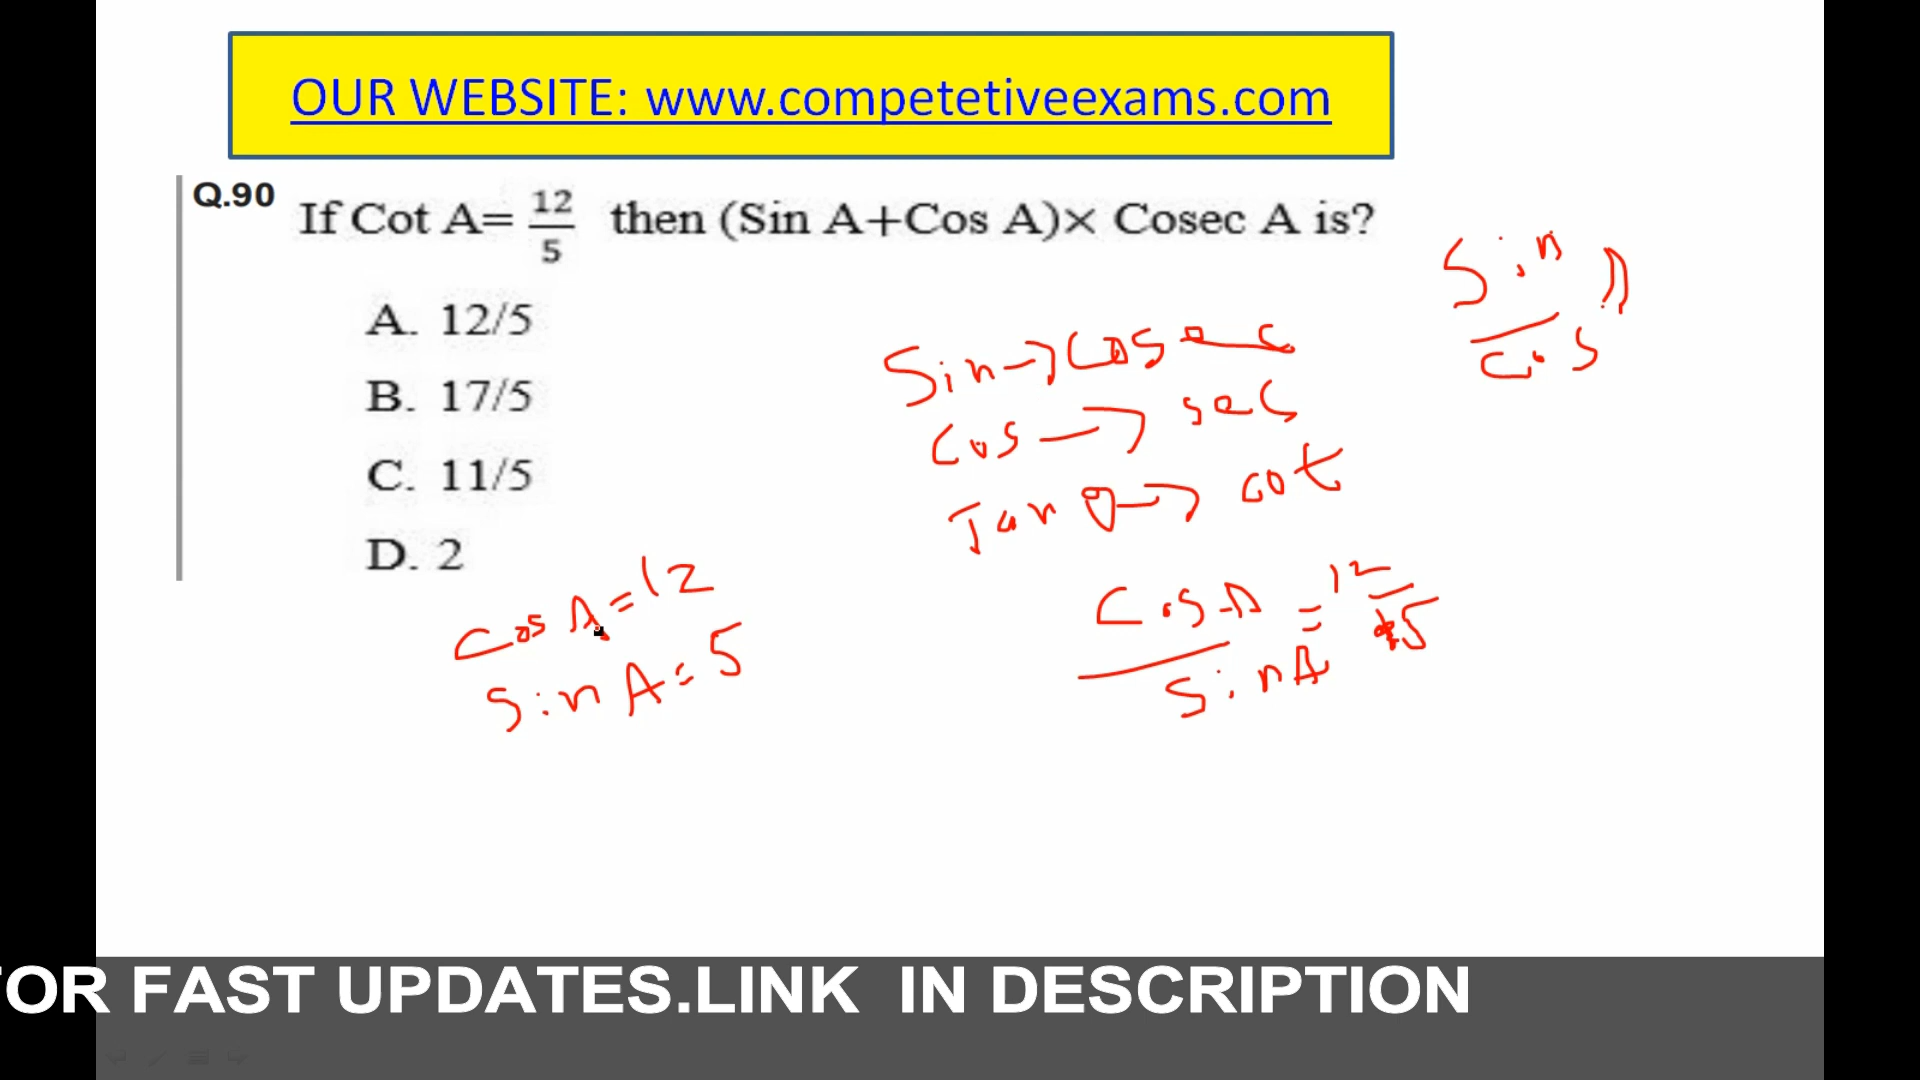 OUR WEBSITE: www.competetiveexams.com
Q.90 If Cot A= 12/5 then (Sin A+Cos A)× Cosec A is?
A. 12/5
B. 17/5
C. 11/5
D. 2
Sin
cos
Sin → Cosec
Cos → sec
Tan θ → cot
Cos A = 12
Sin A = 5
Cos A / Sin A = 12/5
FOR FAST UPDATES.LINK IN DESCRIPTION